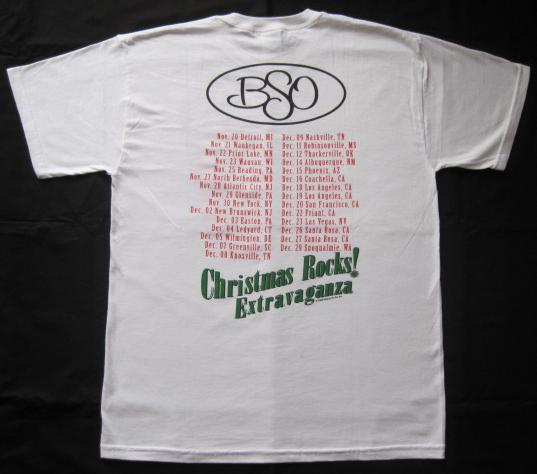 BSO
Nov. 20 Detroit, MI
Nov. 21 Waukegan, IL
Nov. 22 Prior Lake, MN
Nov. 23 Wausau, WI
Nov. 25 Reading, PA
Nov. 27 North Bethesda, MD
Nov. 28 Atlantic City, NJ
Nov. 29 Glenside, PA
Nov. 30 New York, NY
Dec. 02 New Brunswick, NJ
Dec. 03 Easton, PA
Dec. 04 Ledyard, CT
Dec. 05 Wilmington, DE
Dec. 07 Greenville, SC
Dec. 08 Knoxville, TN
Dec. 09 Nashville, TN
Dec. 11 Robinsonville, MS
Dec. 12 Thackerville, OK
Dec. 14 Albuquerque, NM
Dec. 15 Phoenix, AZ
Dec. 16 Coachella, CA
Dec. 18 Los Angeles, CA
Dec. 19 Los Angeles, CA
Dec. 20 San Francisco, CA
Dec. 22 Friant, CA
Dec. 23 Las Vegas, NV
Dec. 26 Santa Rosa, CA
Dec. 27 Santa Rosa, CA
Dec. 29 Snoqualmie, WA
Christmas Rocks!
Extravaganza